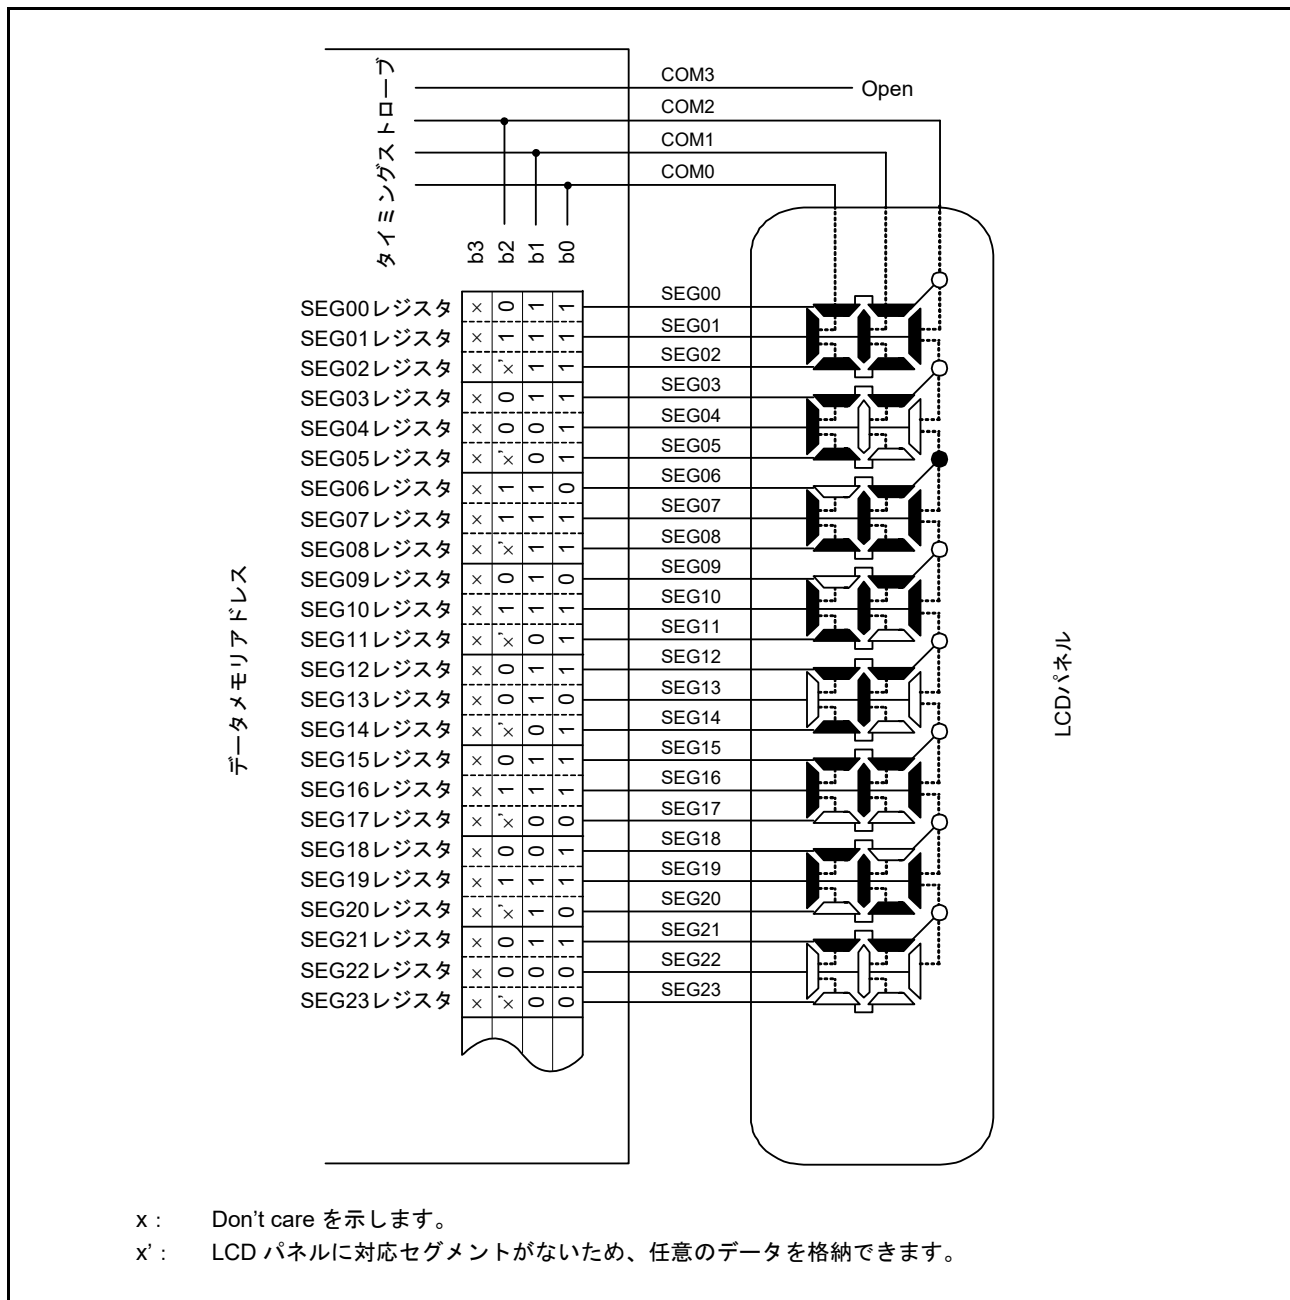 COM3
Open
COM2
COM1
COM0
タイミングストローブ
b3 b2 b1 b0
SEG00レジスタ × 0 1 1 SEG00
SEG01レジスタ × 1 1 1 SEG01
SEG02レジスタ × ×' 1 1 SEG02
SEG03レジスタ × 0 1 1 SEG03
SEG04レジスタ × 0 0 1 SEG04
SEG05レジスタ × ×' 0 1 SEG05
SEG06レジスタ × 1 1 0 SEG06
SEG07レジスタ × 1 1 1 SEG07
SEG08レジスタ × ×' 1 1 SEG08
SEG09レジスタ × 0 1 0 SEG09
SEG10レジスタ × 1 1 1 SEG10
SEG11レジスタ × ×' 0 1 SEG11
SEG12レジスタ × 0 1 1 SEG12
SEG13レジスタ × 0 1 0 SEG13
SEG14レジスタ × ×' 0 1 SEG14
SEG15レジスタ × 0 1 1 SEG15
SEG16レジスタ × 1 1 1 SEG16
SEG17レジスタ × ×' 0 0 SEG17
SEG18レジスタ × 0 0 1 SEG18
SEG19レジスタ × 1 1 1 SEG19
SEG20レジスタ × ×' 1 0 SEG20
SEG21レジスタ × 0 1 1 SEG21
SEG22レジスタ × 0 0 0 SEG22
SEG23レジスタ × ×' 0 0 SEG23
データメモリアドレス
LCDパネル
x : Don't care を示します。
x' : LCD パネルに対応セグメントがないため、任意のデータを格納できます。